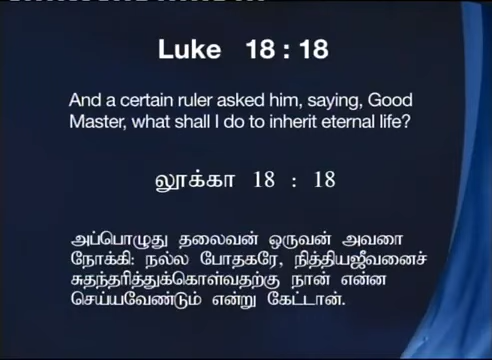 Luke 18 : 18
And a certain ruler asked him, saying, Good
Master, what shall I do to inherit eternal life?
லூக்கா 18 : 18
அப்பொழுது தலைவன் ஒருவன் அவரை
நோக்கி: நல்ல போதகரே, நித்தியஜீவனைச்
சுதந்தரித்துக்கொள்வதற்கு நான் என்ன
செய்யவேண்டும் என்று கேட்டான்.